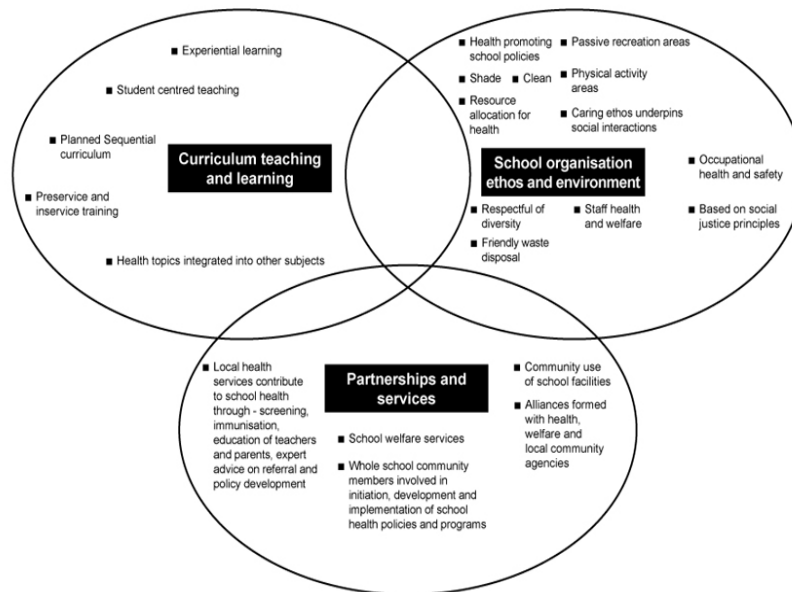 ■ Experiential learning
■ Student centred teaching
■ Planned Sequential
curriculum
Curriculum teaching
and learning
■ Preservice and
inservice training
■ Health topics integrated into other subjects
■ Health promoting
school policies
■ Passive recreation areas
■ Shade ■ Clean
■ Physical activity
areas
■ Resource
allocation for
health
■ Caring ethos underpins
social interactions
School organisation
ethos and environment
■ Occupational
health and safety
■ Respectful of
diversity
■ Staff health
and welfare
■ Based on social
justice principles
■ Friendly waste
disposal
■ Local health
services contribute
to school health
through - screening,
immunisation,
education of teachers
and parents, expert
advice on referral and
policy development
Partnerships and
services
■ School welfare services
■ Whole school community
members involved in
initiation, development and
implementation of school
health policies and programs
■ Community use
of school facilities
■ Alliances formed
with health,
welfare and
local community
agencies